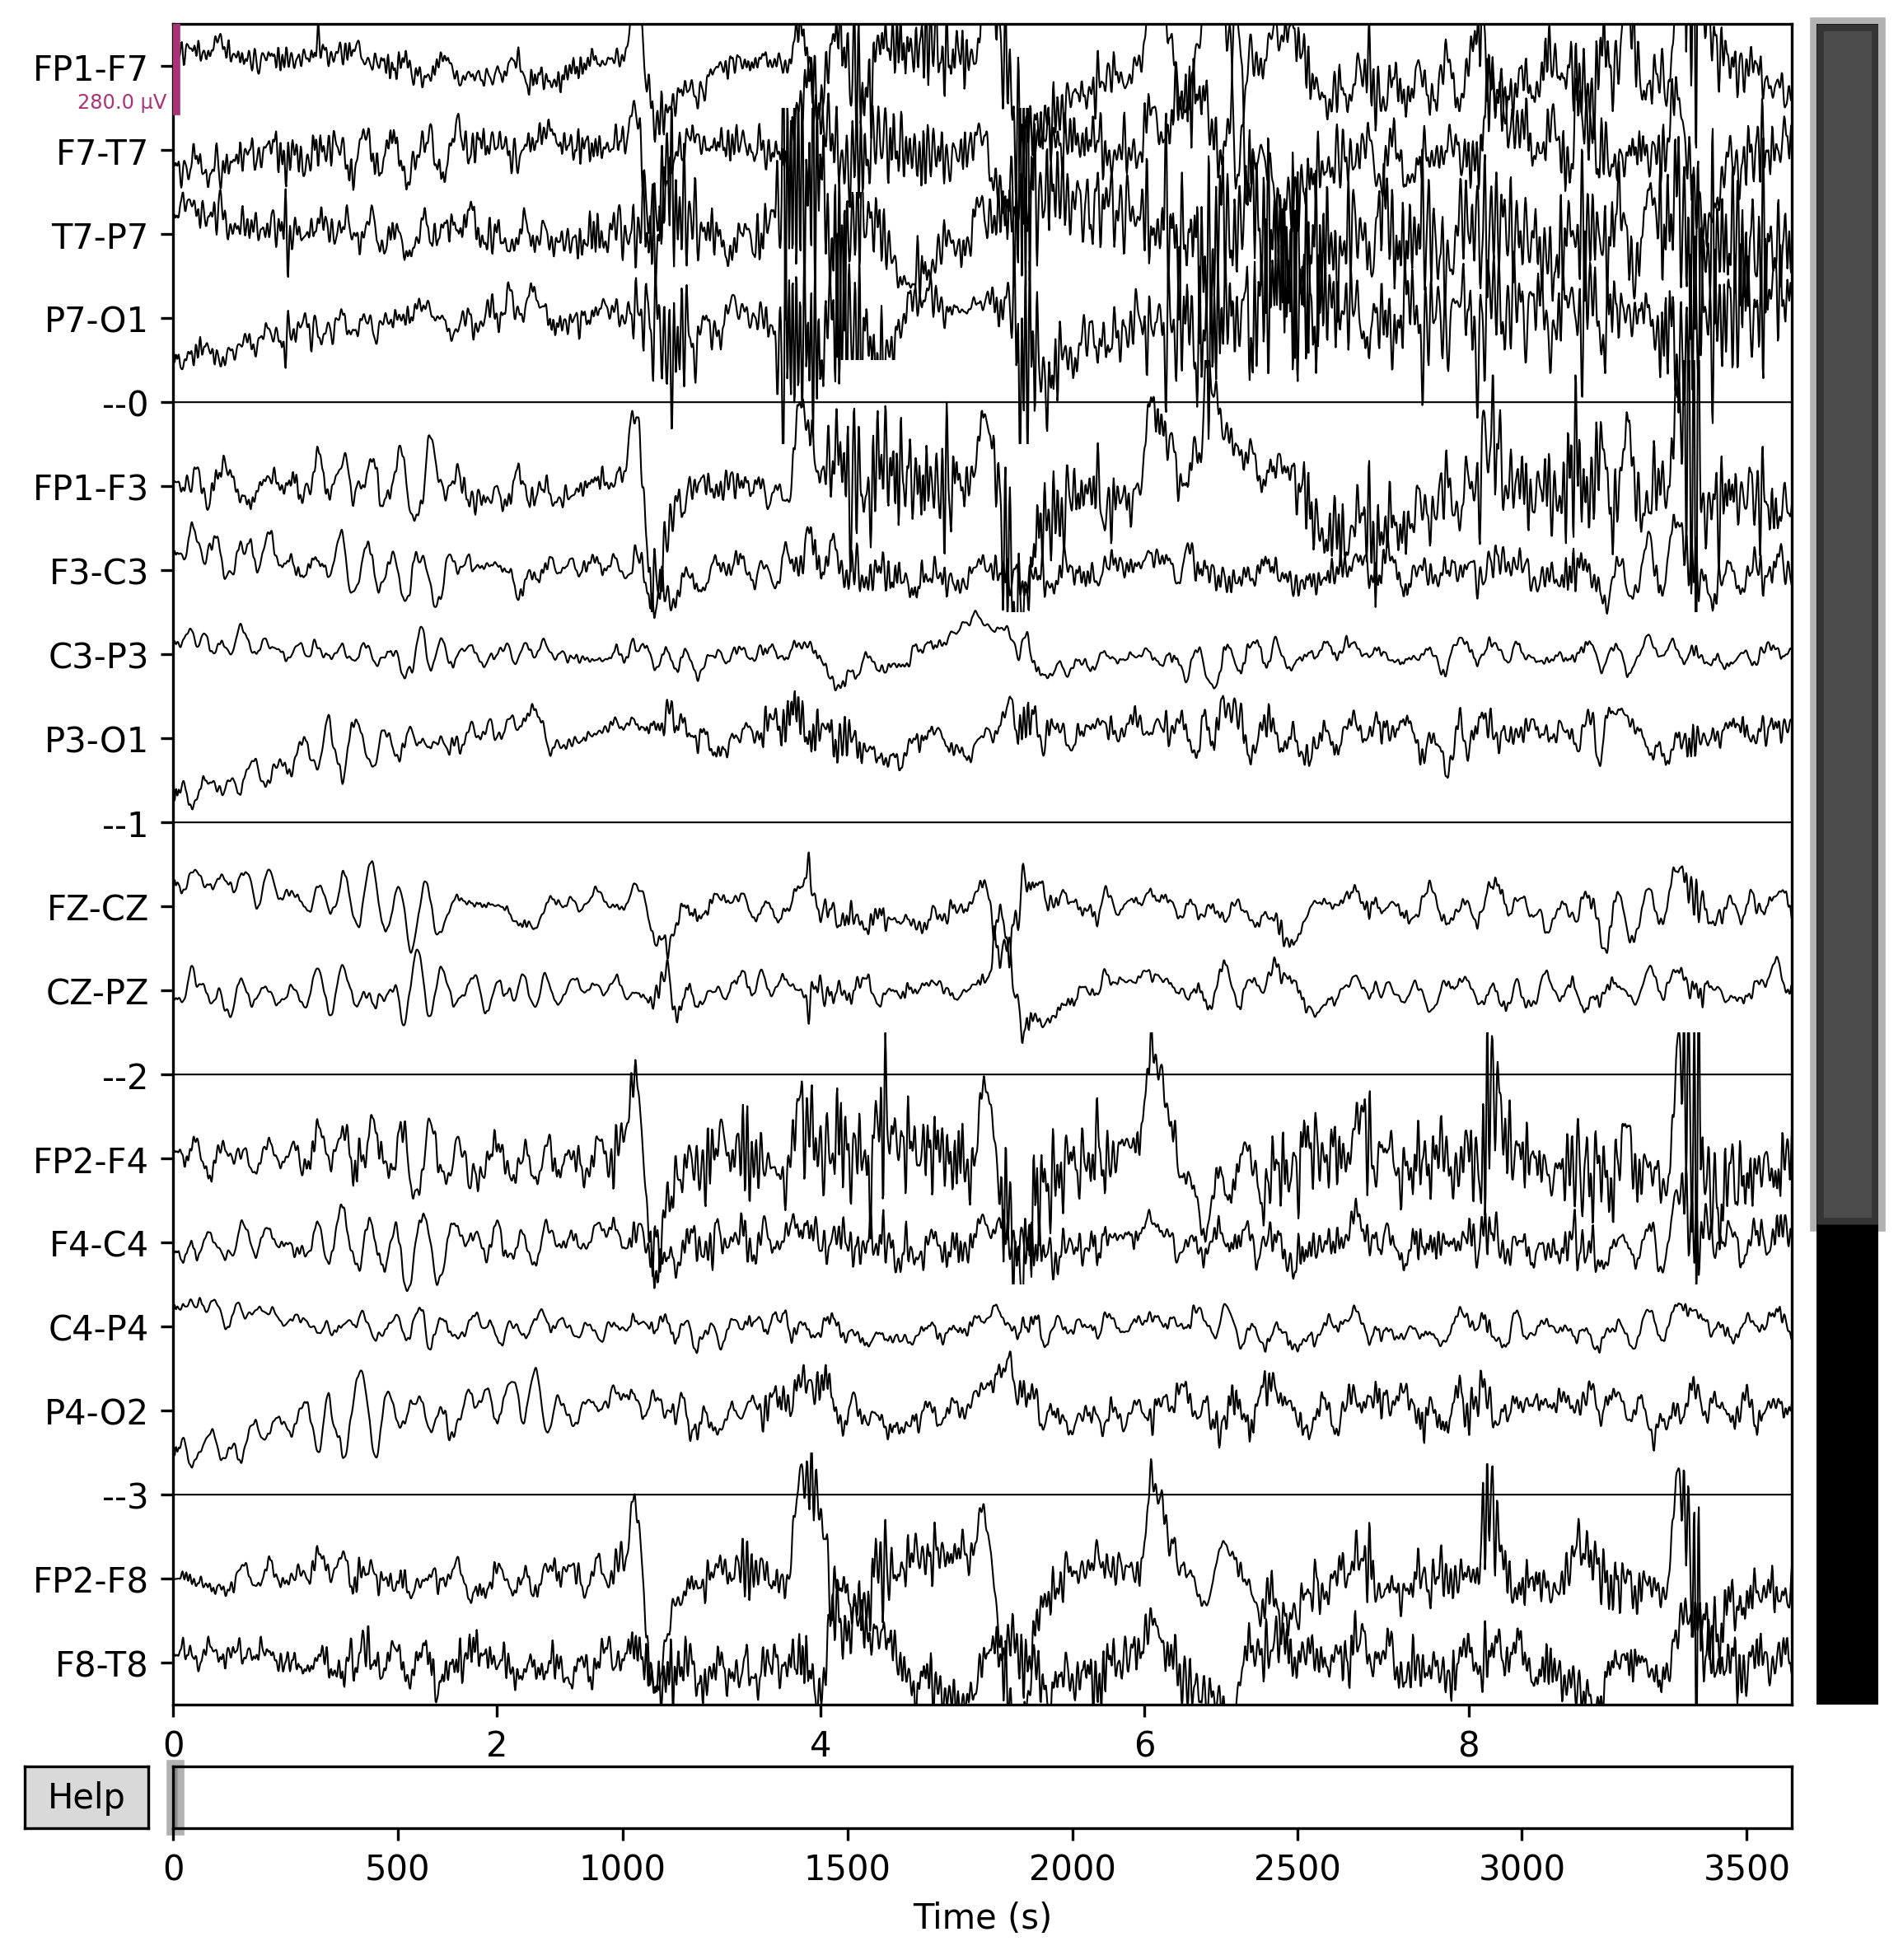 FP1-F7
280.0 µV
F7-T7
T7-P7
P7-O1
--0
FP1-F3
F3-C3
C3-P3
P3-O1
--1
FZ-CZ
CZ-PZ
--2
FP2-F4
F4-C4
C4-P4
P4-O2
--3
FP2-F8
F8-T8
0 2 4 6 8
Help
0 500 1000 1500 2000 2500 3000 3500
Time (s)